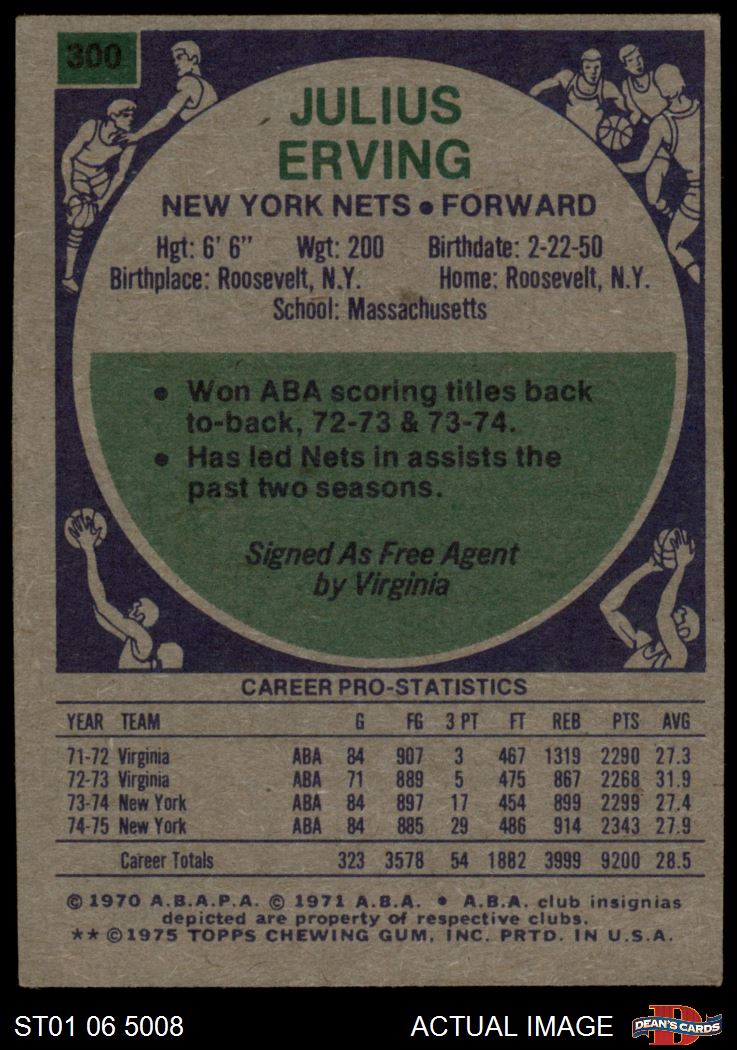 300
JULIUS
ERVING
NEW YORK NETS • FORWARD
Hgt: 6' 6" Wgt: 200 Birthdate: 2-22-50
Birthplace: Roosevelt, N.Y. Home: Roosevelt, N.Y.
School: Massachusetts
• Won ABA scoring titles back
to-back, 72-73 & 73-74.
• Has led Nets in assists the
past two seasons.
Signed As Free Agent
by Virginia
CAREER PRO-STATISTICS
YEAR TEAM G FG 3 PT FT REB PTS AVG
71-72 Virginia ABA 84 907 3 467 1319 2290 27.3
72-73 Virginia ABA 71 889 5 475 867 2268 31.9
73-74 New York ABA 84 897 17 454 899 2299 27.4
74-75 New York ABA 84 885 29 486 914 2343 27.9
Career Totals 323 3578 54 1882 3999 9200 28.5
© 1970 A.B.A.P.A. © 1971 A.B.A. • A.B.A. club insignias
depicted are property of respective clubs.
** © 1975 TOPPS CHEWING GUM, INC. PRTD. IN U.S.A.
ST01 06 5008 ACTUAL IMAGE D DEAN'S CARDS